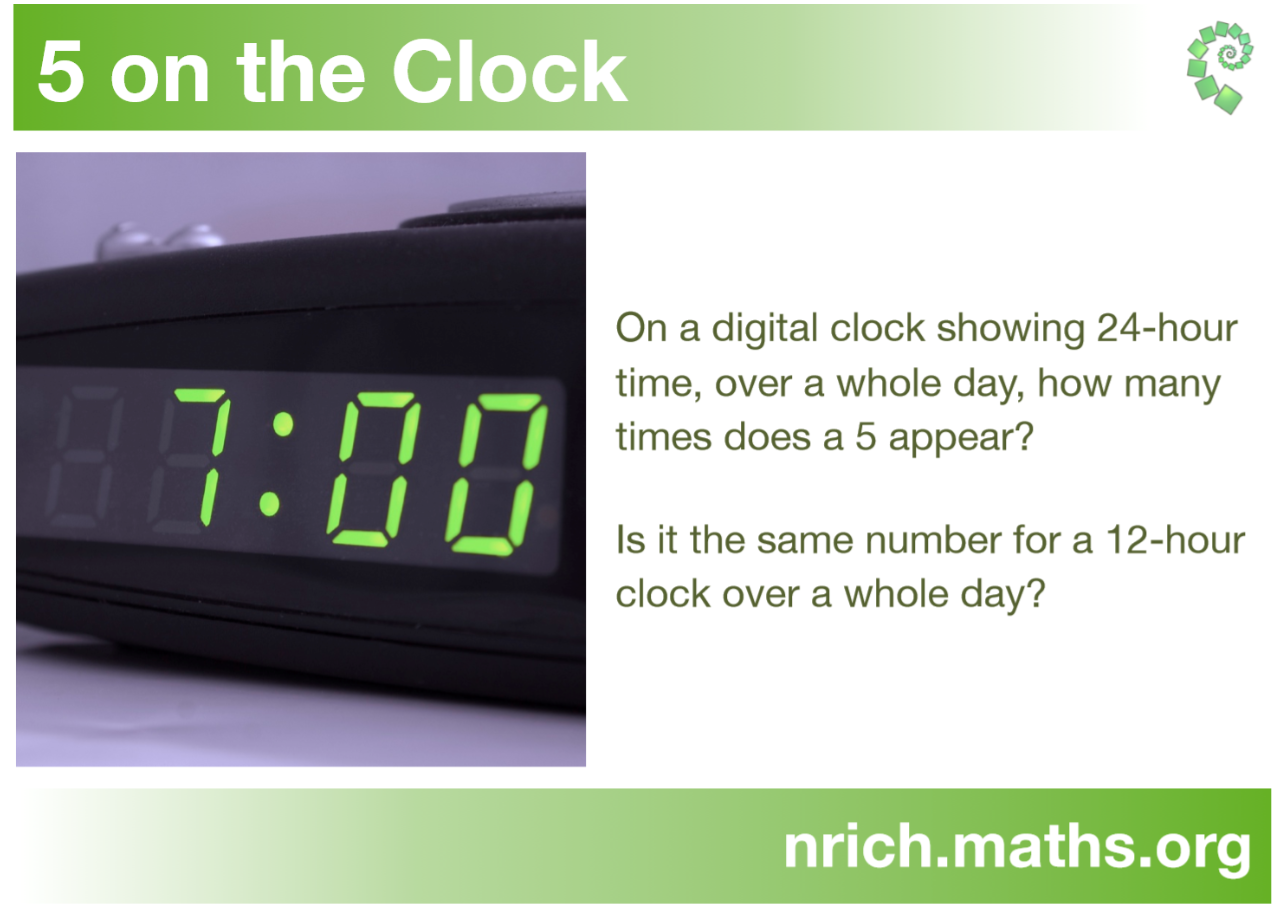 5 on the Clock
7:00
On a digital clock showing 24-hour
time, over a whole day, how many
times does a 5 appear?
Is it the same number for a 12-hour
clock over a whole day?
nrich.maths.org